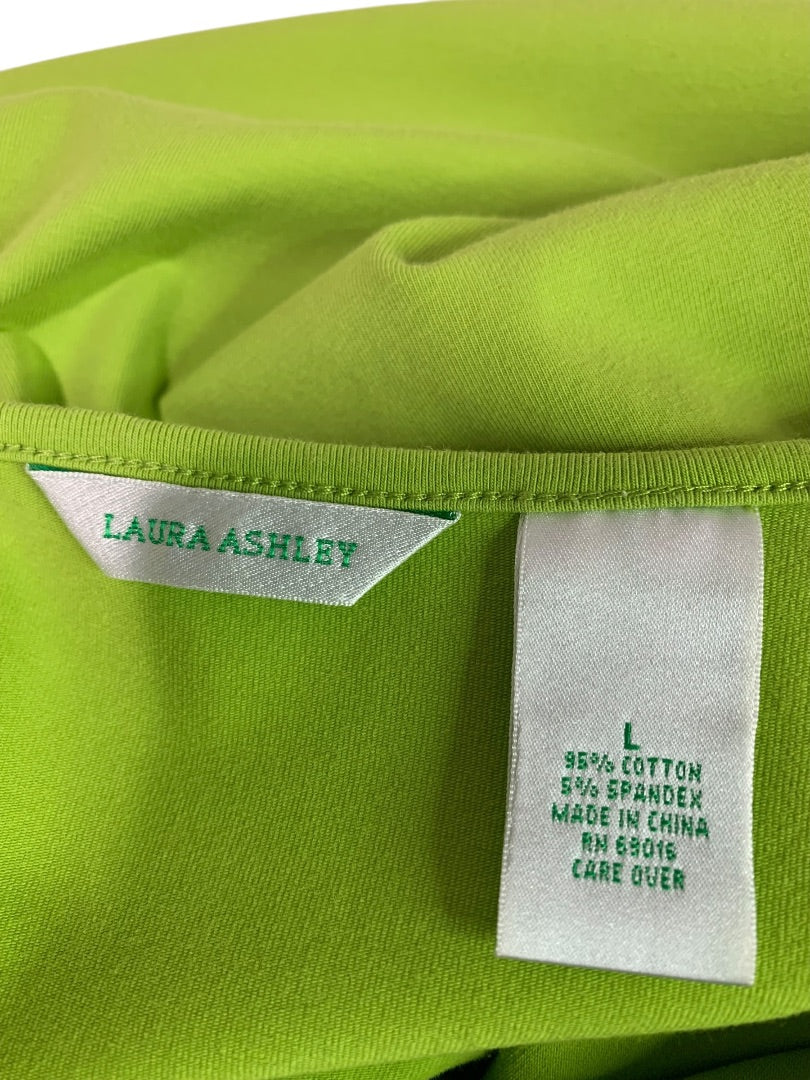 LAURA ASHLEY
L
95% COTTON
5% SPANDEX
MADE IN CHINA
RN 69016
CARE OVER